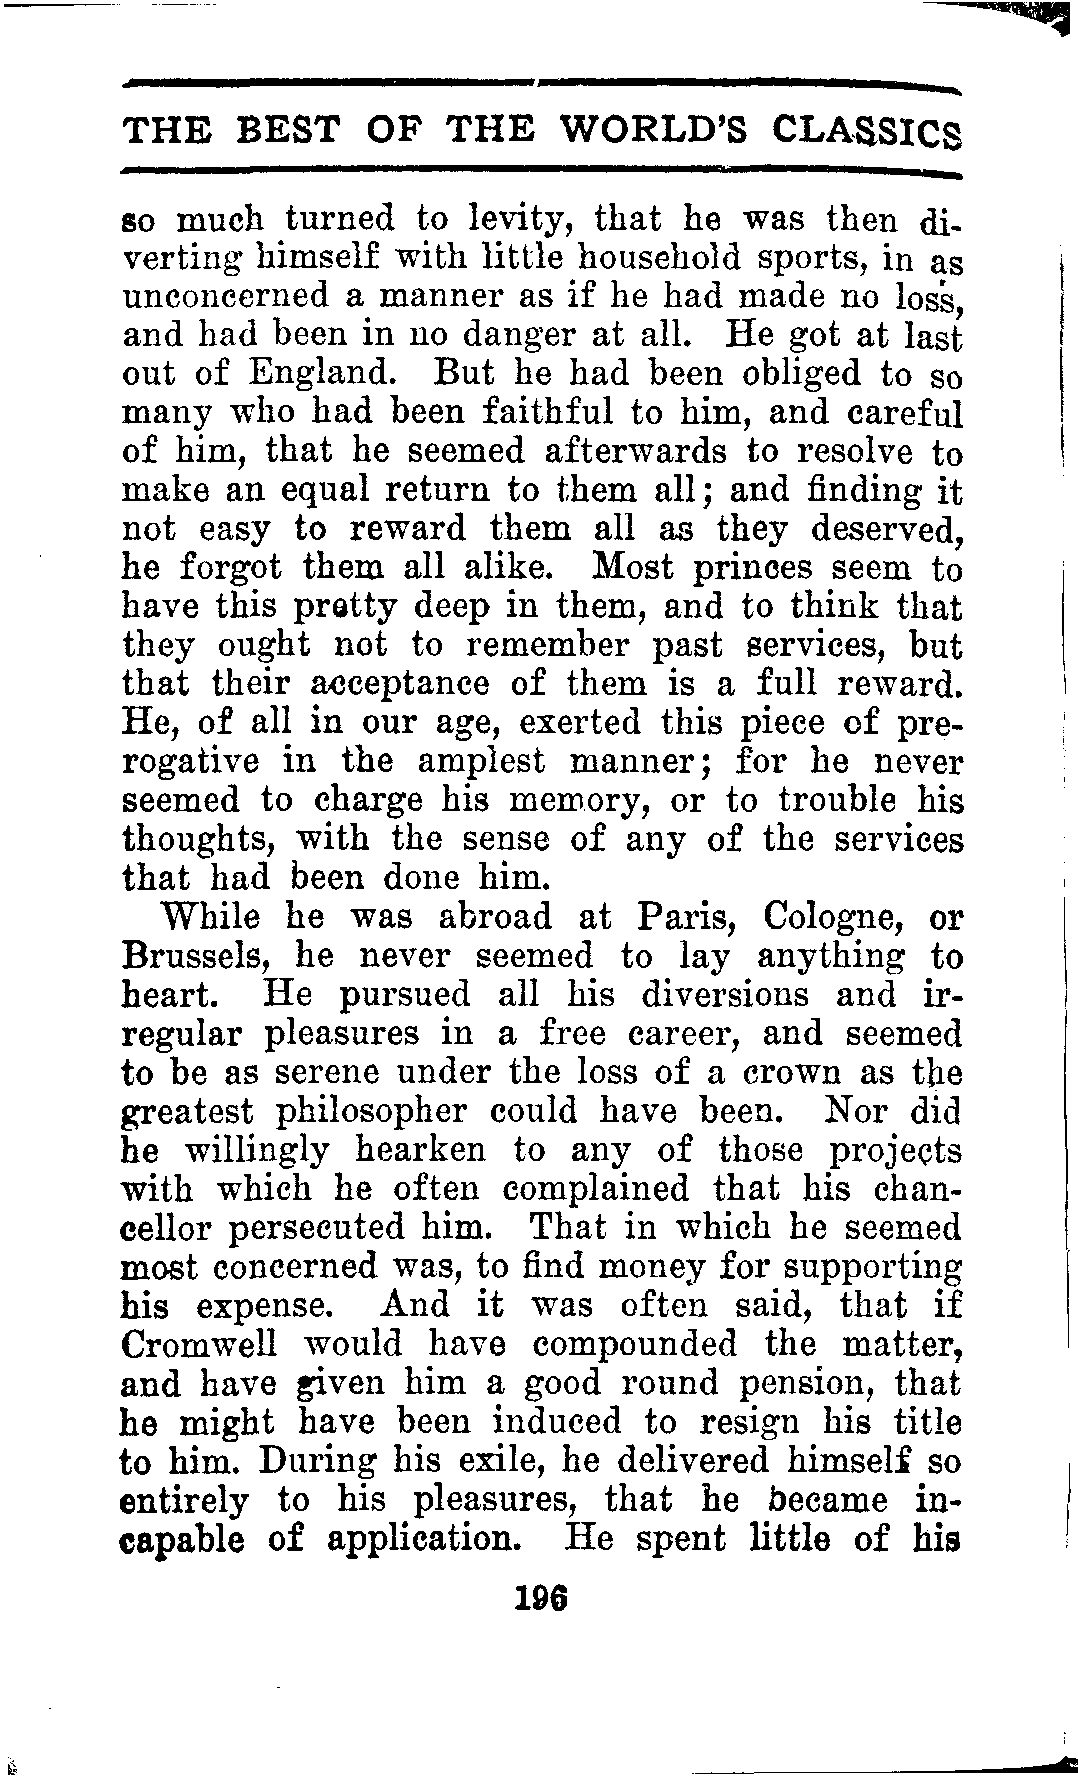 THE BEST OF THE WORLD'S CLASSICS
so much turned to levity, that he was then di-
verting himself with little household sports, in as
unconcerned a manner as if he had made no loss,
and had been in no danger at all. He got at last
out of England. But he had been obliged to so
many who had been faithful to him, and careful
of him, that he seemed afterwards to resolve to
make an equal return to them all; and finding it
not easy to reward them all as they deserved,
he forgot them all alike. Most princes seem to
have this pretty deep in them, and to think that
they ought not to remember past services, but
that their acceptance of them is a full reward.
He, of all in our age, exerted this piece of pre-
rogative in the amplest manner; for he never
seemed to charge his memory, or to trouble his
thoughts, with the sense of any of the services
that had been done him.
While he was abroad at Paris, Cologne, or
Brussels, he never seemed to lay anything to
heart. He pursued all his diversions and ir-
regular pleasures in a free career, and seemed
to be as serene under the loss of a crown as the
greatest philosopher could have been. Nor did
he willingly hearken to any of those projects
with which he often complained that his chan-
cellor persecuted him. That in which he seemed
most concerned was, to find money for supporting
his expense. And it was often said, that if
Cromwell would have compounded the matter,
and have given him a good round pension, that
he might have been induced to resign his title
to him. During his exile, he delivered himself so
entirely to his pleasures, that he became in-
capable of application. He spent little of his
196